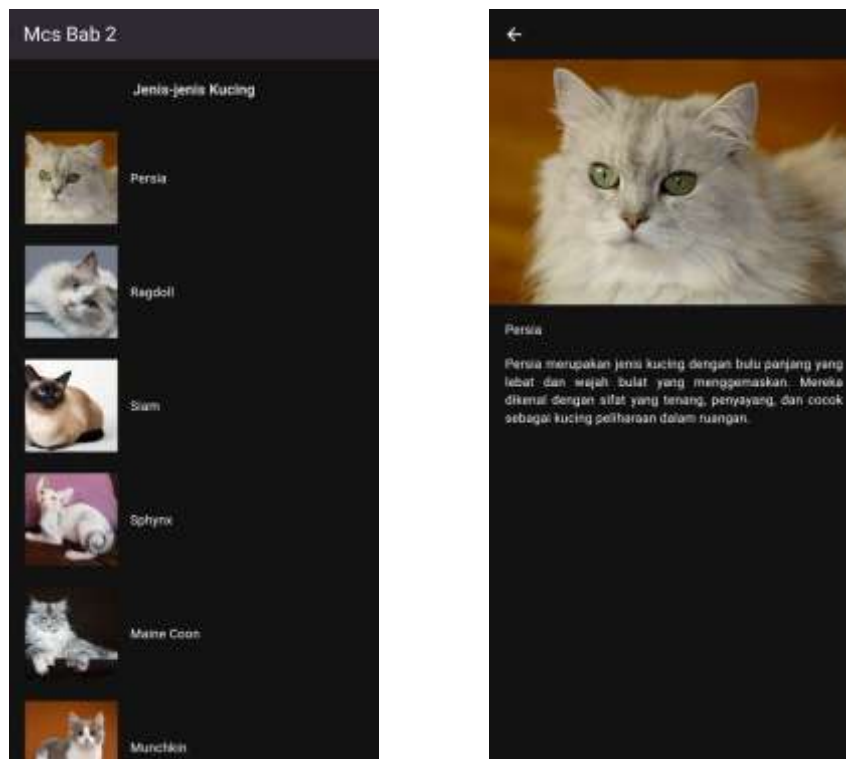 Mcs Bab 2
Jenis-jenis Kucing
Persia
Ragdoll
Siam
Sphynx
Maine Coon
Munchkin
Persia
Persia merupakan jenis kucing dengan bulu panjang yang
lebat dan wajah bulat yang menggemaskan. Mereka
dikenal dengan sifat yang tenang, penyayang, dan cocok
sebagai kucing peliharaan dalam ruangan.